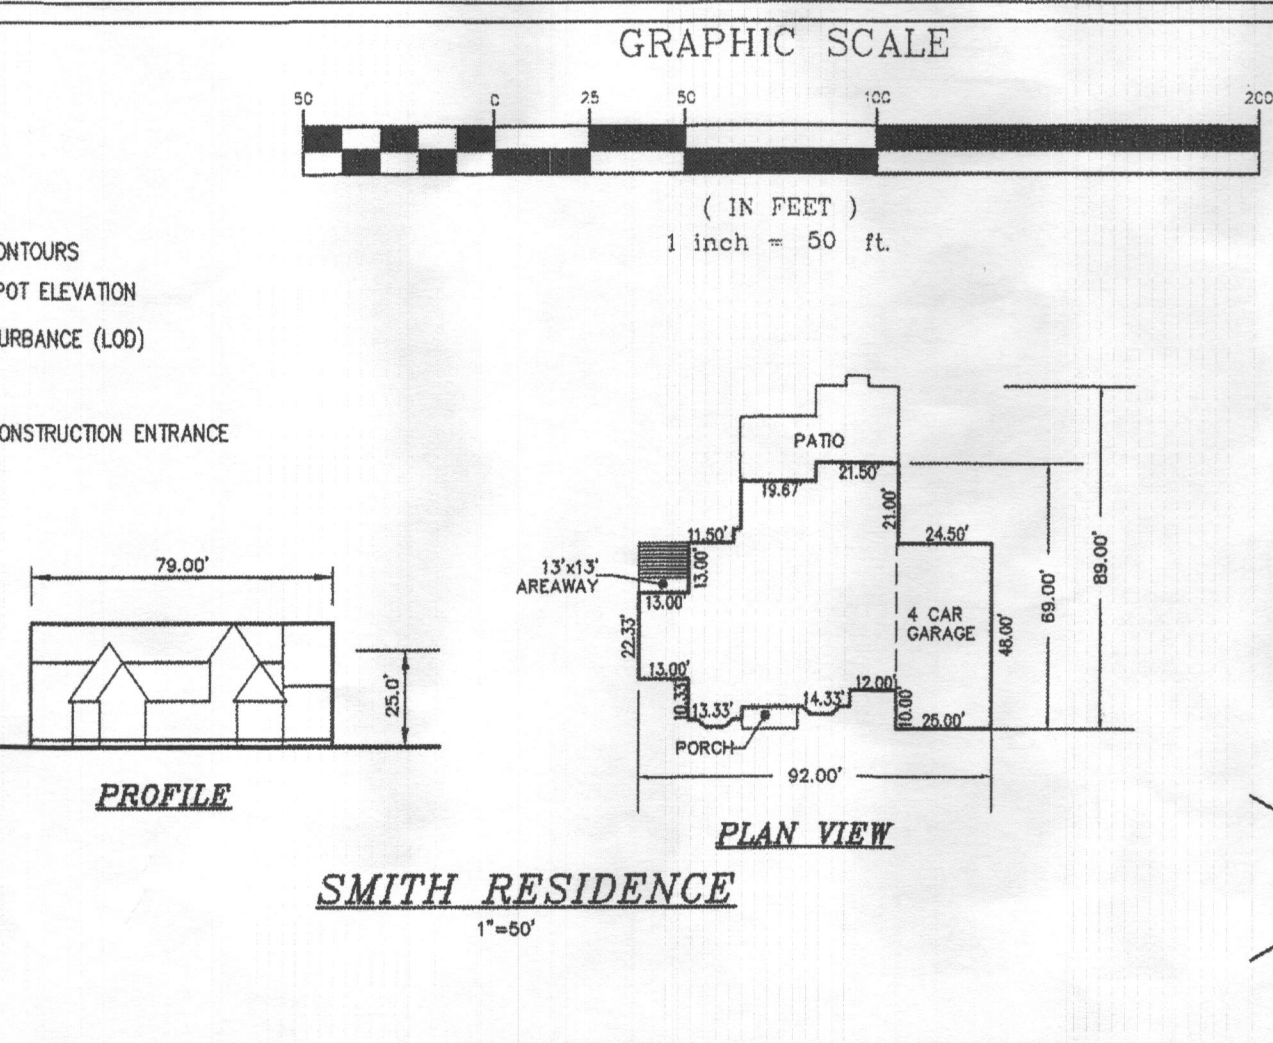 GRAPHIC SCALE
50 0 25 50 100 200
( IN FEET )
1 inch = 50 ft.
ONTOURS
POT ELEVATION
URBANCE (LOD)
ONSTRUCTION ENTRANCE
79.00'
25.0'
PROFILE
PATIO
21.50'
19.67'
21.00'
11.50'
24.50'
13'x13'
AREAWAY
13.00'
13.00'
22.33'
4 CAR
GARAGE
48.00'
69.00'
89.00'
13.00'
10.33'
13.33'
14.33'
12.00'
10.00'
25.00'
PORCH
92.00'
PLAN VIEW
SMITH RESIDENCE
1"=50'